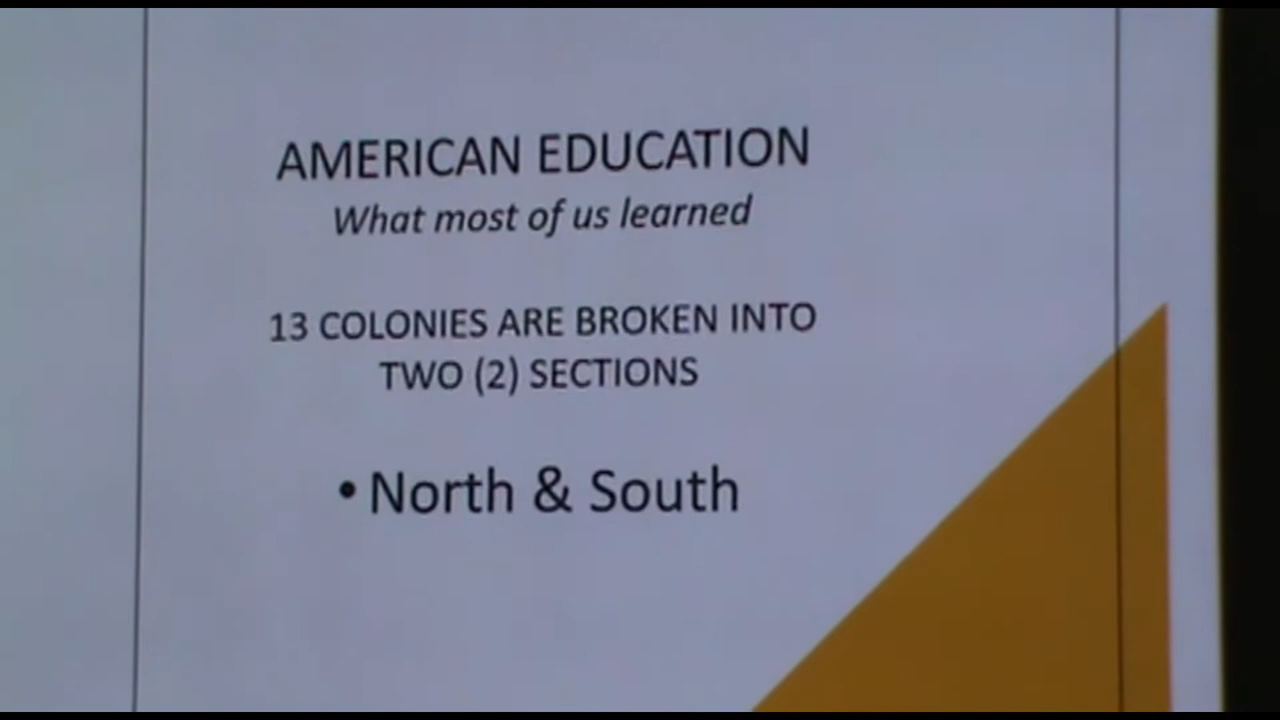 AMERICAN EDUCATION
What most of us learned
13 COLONIES ARE BROKEN INTO
TWO (2) SECTIONS
• North & South